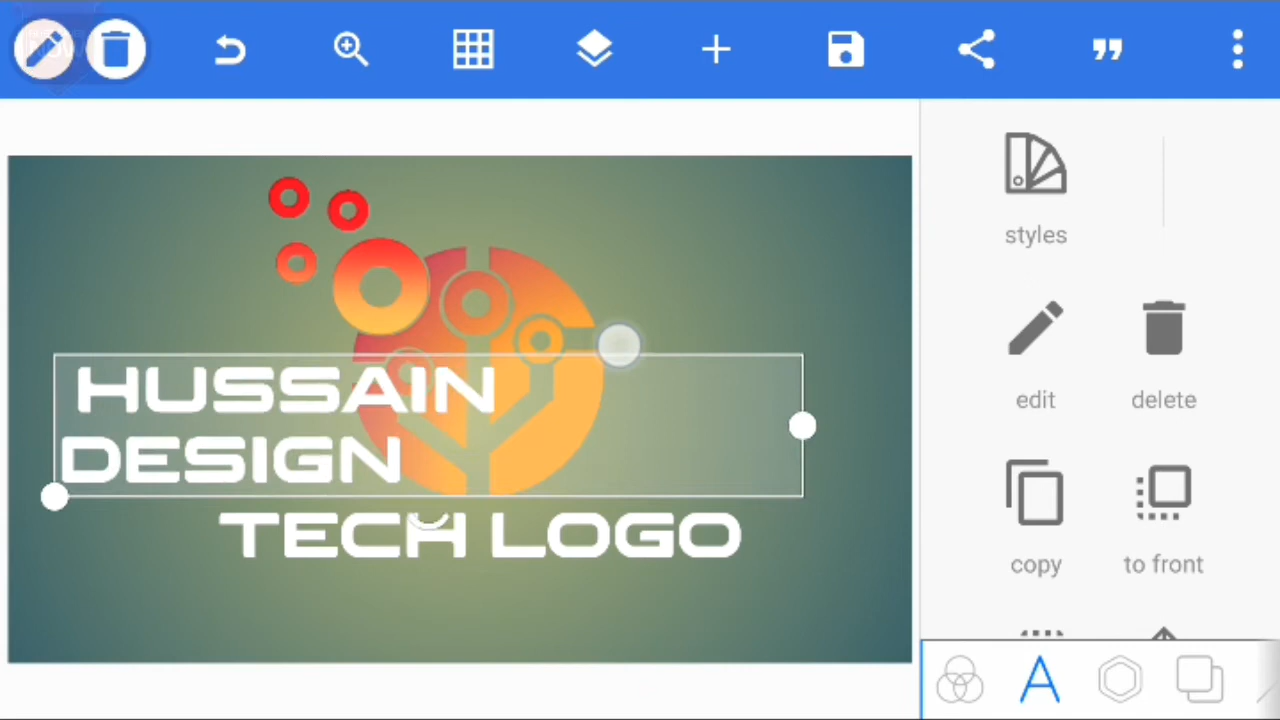 styles
edit
delete
HUSSAIN
DESIGN
TECH LOGO
copy
to front